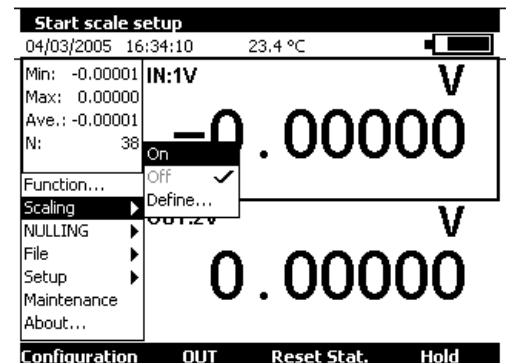 Start scale setup
04/03/2005 16:34:10 23.4 °C
Min: -0.00001
Max: 0.00000
Ave.: -0.00001
N: 38
IN:1V
V
-0.00000
On
Off
Define...
Function...
Scaling
NULLING
File
Setup
Maintenance
About...
V
0.00000
Configuration OUT Reset Stat. Hold